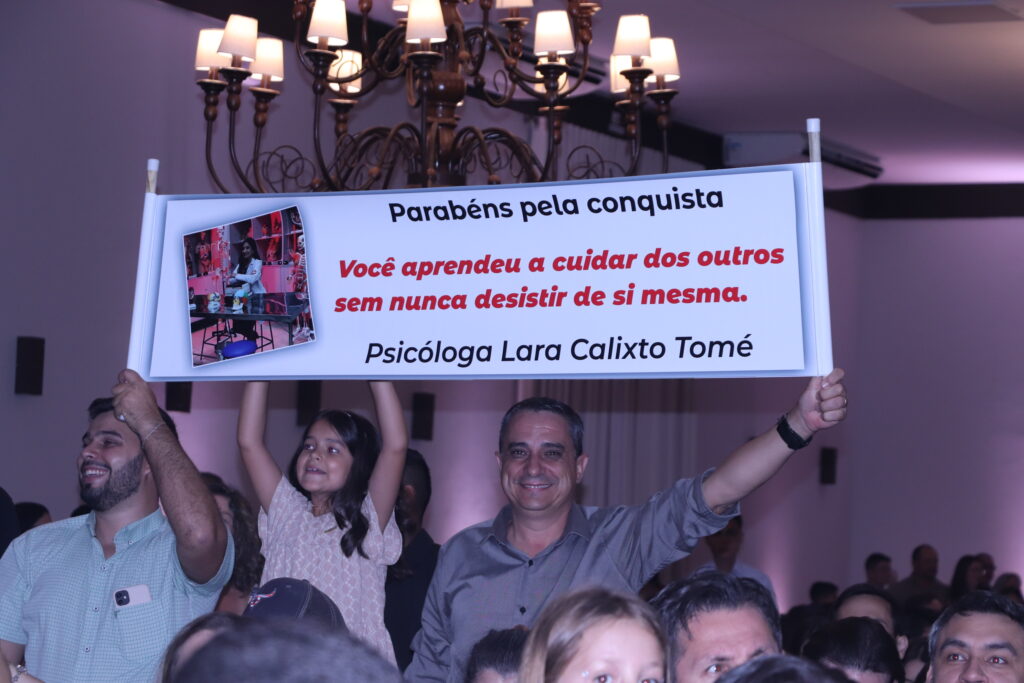 Parabéns pela conquista
Você aprendeu a cuidar dos outros
sem nunca desistir de si mesma.
Psicóloga Lara Calixto Tomé